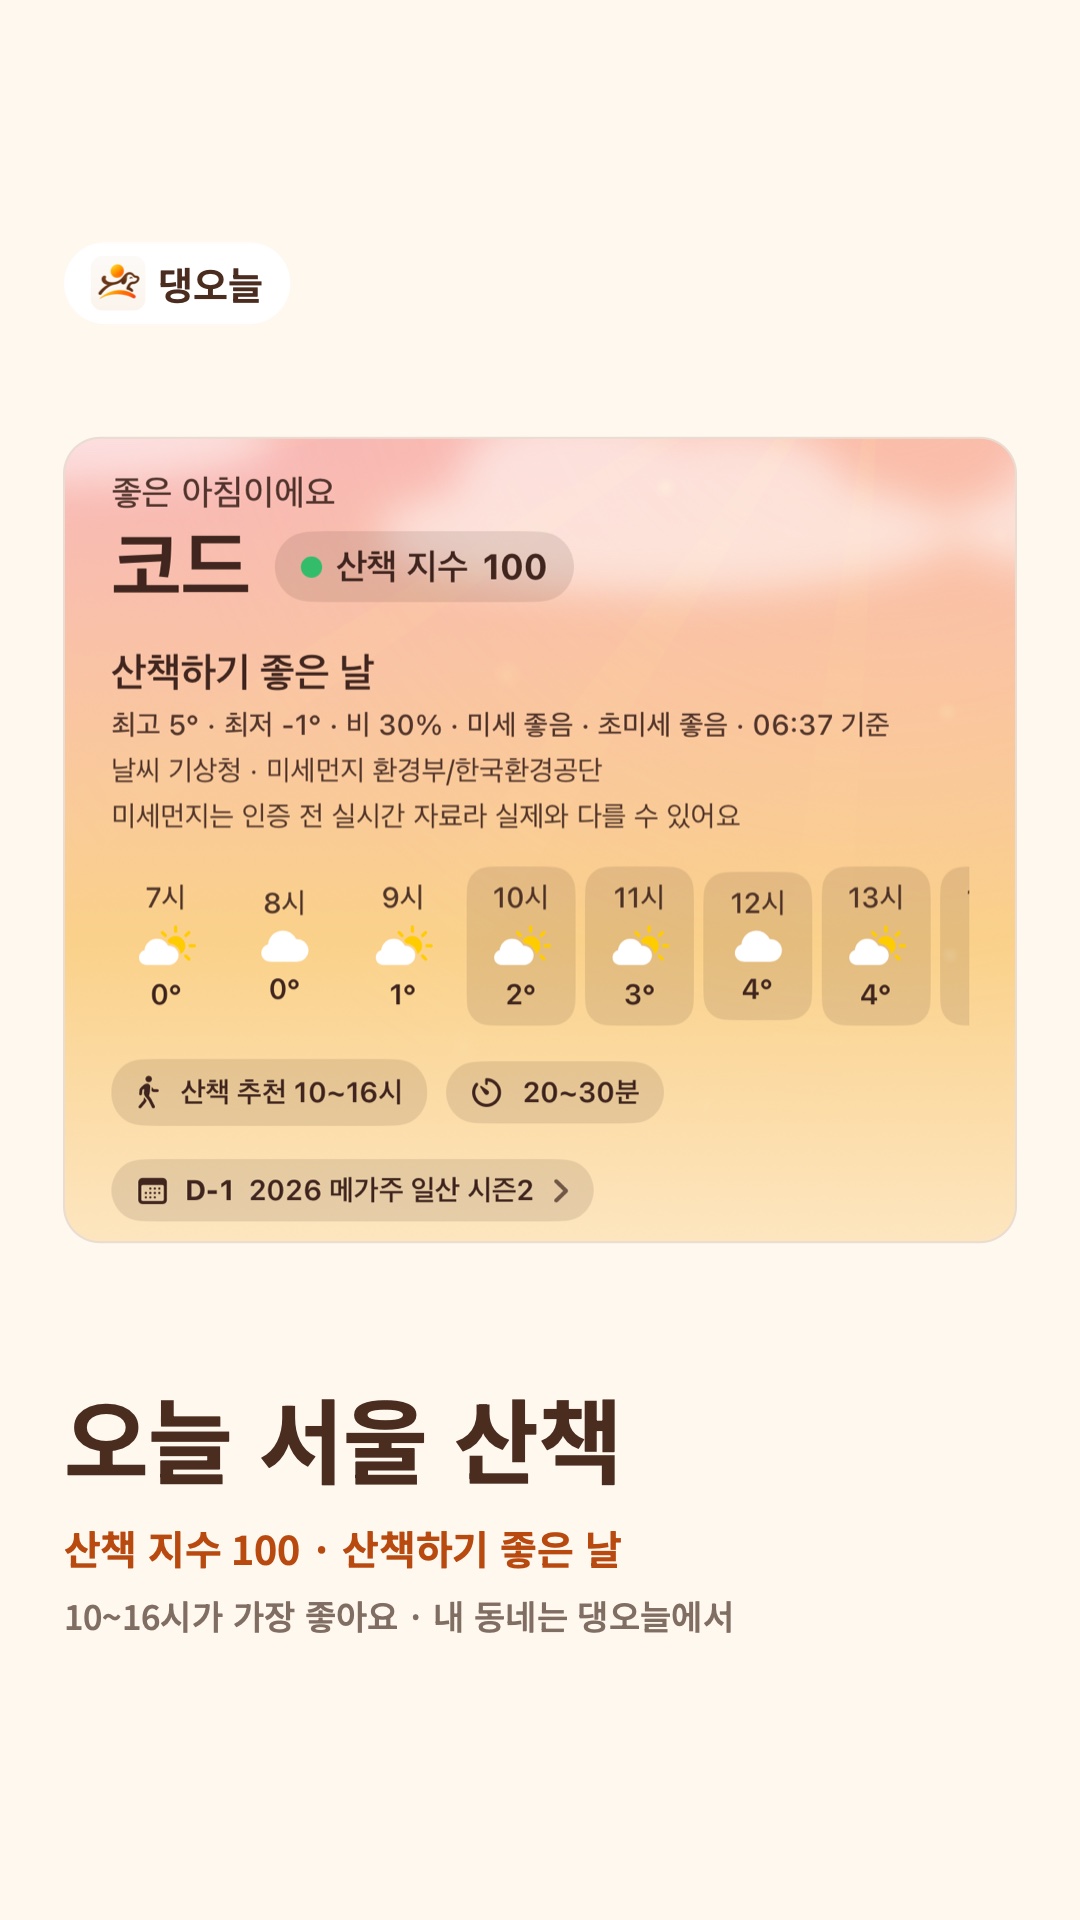 댕오늘
좋은 아침이에요
코드
산책 지수 100
산책하기 좋은 날
최고 5° · 최저 -1° · 비 30% · 미세 좋음 · 초미세 좋음 · 06:37 기준
날씨 기상청 · 미세먼지 환경부/한국환경공단
미세먼지는 인증 전 실시간 자료라 실제와 다를 수 있어요
7시 8시 9시 10시 11시 12시 13시
0° 0° 1° 2° 3° 4° 4°
산책 추천 10~16시 20~30분
D-1 2026 메가주 일산 시즌2
오늘 서울 산책
산책 지수 100 · 산책하기 좋은 날
10~16시가 가장 좋아요 · 내 동네는 댕오늘에서